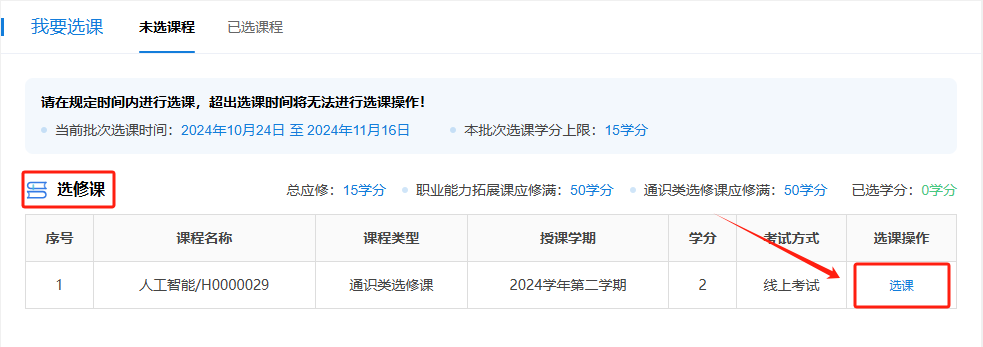 我要选课 未选课程 已选课程
请在规定时间内进行选课，超出选课时间将无法进行选课操作！
当前批次选课时间：2024年10月24日 至 2024年11月16日 本批次选课学分上限：15学分
选修课 总应修：15学分 职业能力拓展课应修满：50学分 通识类选修课应修满：50学分 已选学分：0学分
序号 课程名称 课程类型 授课学期 学分 考试方式 选课操作
1 人工智能/H0000029 通识类选修课 2024学年第二学期 2 线上考试 选课